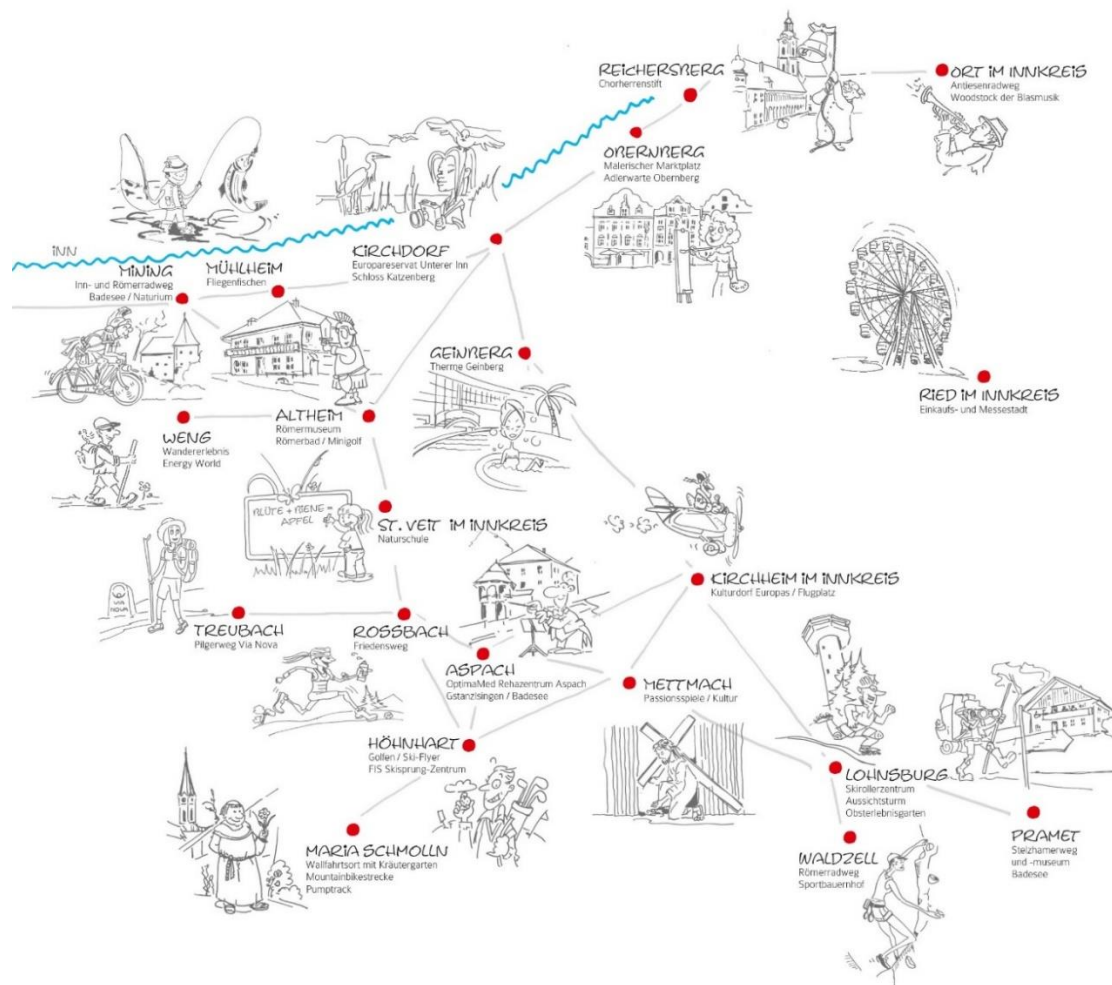 REICHERSBERG
Chorherrenstift
ORT IM INNKREIS
Antiesenradweg
Woodstock der Blasmusik
OBERNBERG
Malerischer Marktplatz
Adlerwarte Obernberg
INN
KIRCHDORF
Europareservat Unterer Inn
Schloss Katzenberg
MÜHLHEIM
Fliegenfischen
MINING
Inn- und Römerradweg
Badesee / Naturium
GEINBERG
Therme Geinberg
RIED IM INNKREIS
Einkaufs- und Messestadt
ALTHEIM
Römermuseum
Römerbad / Minigolf
WENG
Wandererlebnis
Energy World
BLÜTE + BIENE =
APFEL
ST. VEIT IM INNKREIS
Naturschule
KIRCHHEIM IM INNKREIS
Kulturdorf Europas / Flugplatz
VIA
NOVA
TREUBACH
Pilgerweg Via Nova
ROSSBACH
Friedensweg
ASPACH
OptimaMed Rehazentrum Aspach
Gstanzlsingen / Badesee
METTMACH
Passionsspiele / Kultur
HÖHNHART
Golfen / Ski-Flyer
FIS Skisprung-Zentrum
LOHNSBURG
Skirollerzentrum
Aussichtsturm
Obsterlebnisgarten
PRAMET
Stelzhamerweg
und -museum
Badesee
MARIA SCHMOLLN
Wallfahrtsort mit Kräutergarten
Mountainbikestrecke
Pumptrack
WALDZELL
Römerradweg
Sportbauernhof